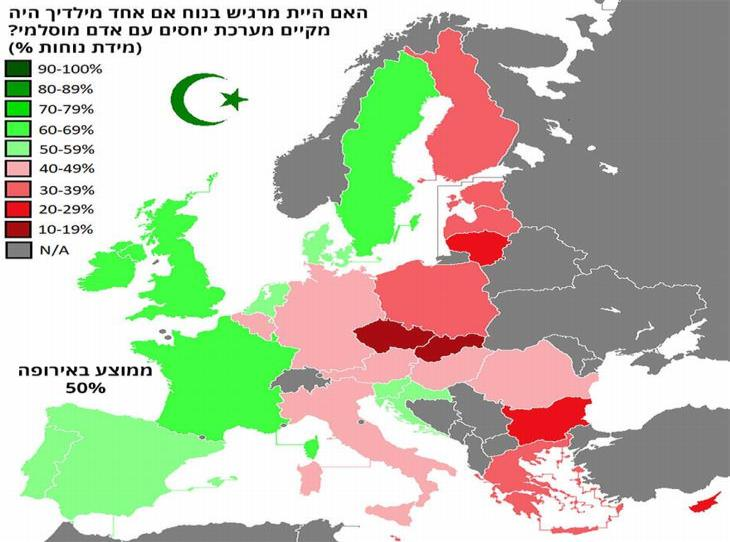 האם היית מרגיש בנוח אם אחד מילדיך היה
מקיים מערכת יחסים עם אדם מוסלמי?
(מידת נוחות %)
90-100%
80-89%
70-79%
60-69%
50-59%
40-49%
30-39%
20-29%
10-19%
N/A
ממוצע באירופה
50%